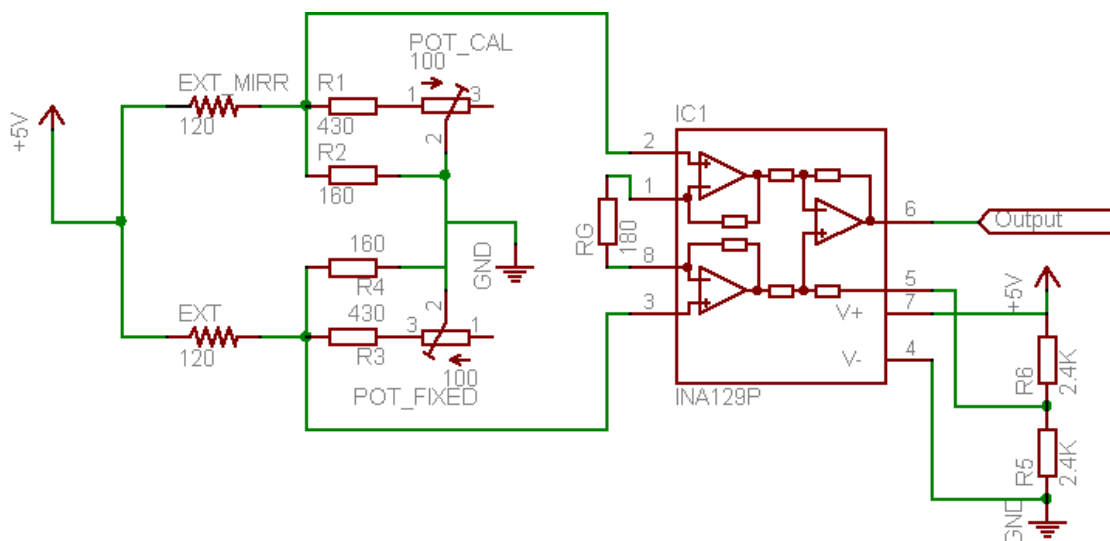 POT_CAL
100
EXT_MIRR
R1
1
3
+5V
120
430
2
R2
160
IC1
2
1
RG
180
8
3
6
Output
5
7
4
V+
V-
INA129P
+5V
R6
2.4K
R5
2.4K
GND
160
R4
GND
EXT
430
2
3
1
120
R3
100
POT_FIXED